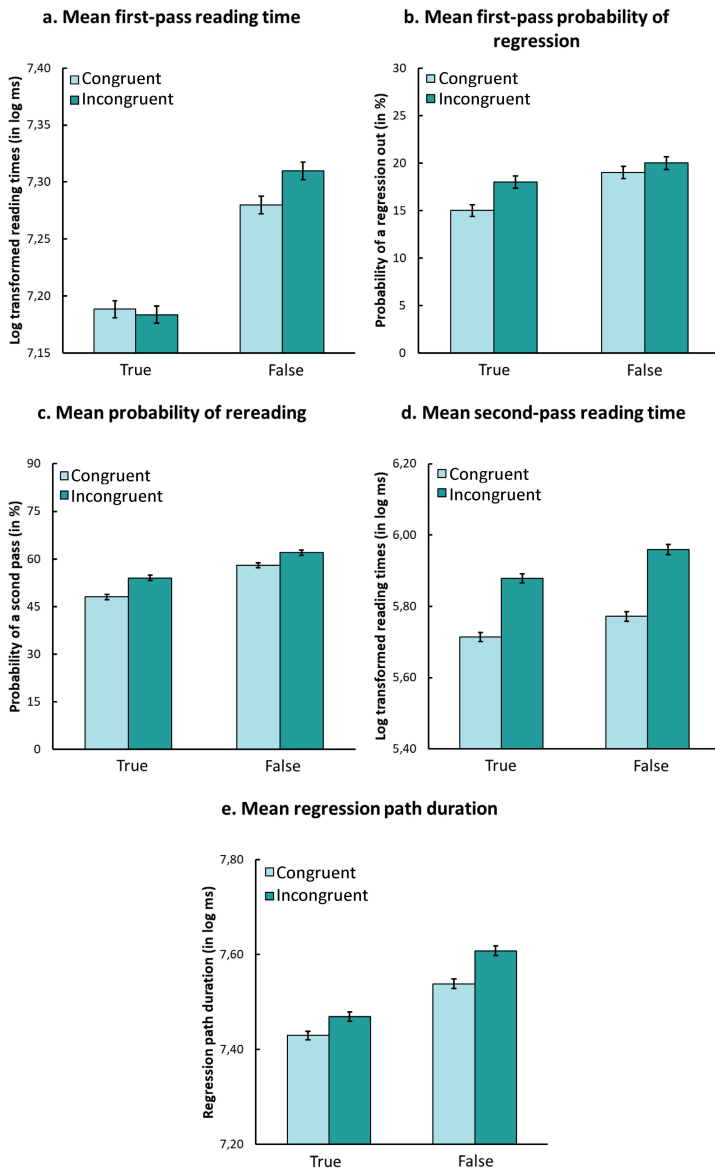 a. Mean first-pass reading time
Log transformed reading times (in log ms)
7,40
7,35
7,30
7,25
7,20
7,15
Congruent
Incongruent
True
False
b. Mean first-pass probability of
regression
Probability of a regression out (in %)
30
25
20
15
10
5
0
Congruent
Incongruent
True
False
c. Mean probability of rereading
Probability of a second pass (in %)
90
75
60
45
30
15
0
Congruent
Incongruent
True
False
d. Mean second-pass reading time
Log transformed reading times (in log ms)
6,20
6,00
5,80
5,60
5,40
Congruent
Incongruent
True
False
e. Mean regression path duration
Regression path duration (in log ms)
7,80
7,60
7,40
7,20
Congruent
Incongruent
True
False